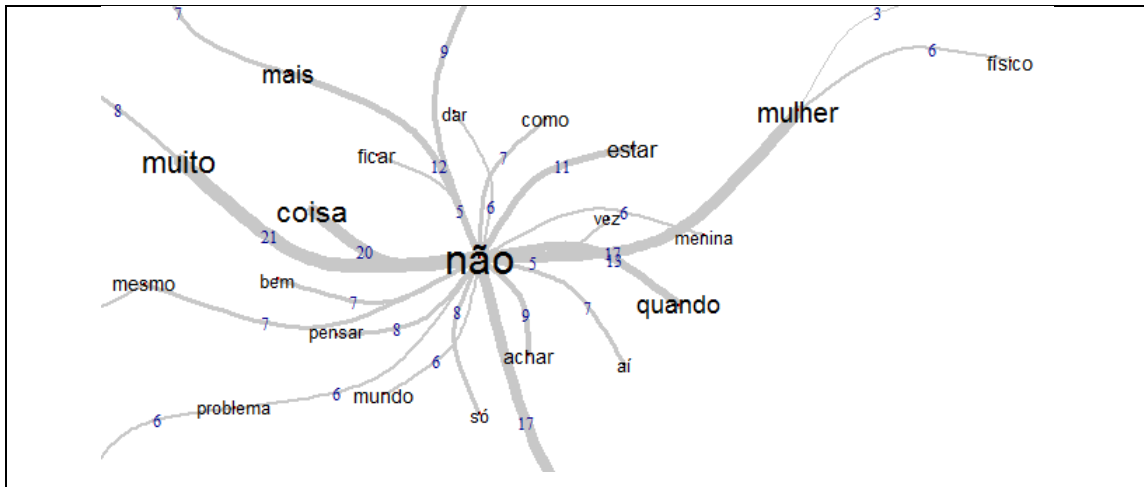 7
3
9
6
físico
mais
8
dar
como
mulher
7
ficar
estar
muito
12
11
coisa
5
6
vez
6
menina
21
20
não
17
13
5
mesmo
bem
7
8
9
7
quando
7
pensar
8
achar
6
aí
problema
6
mundo
só
6
17